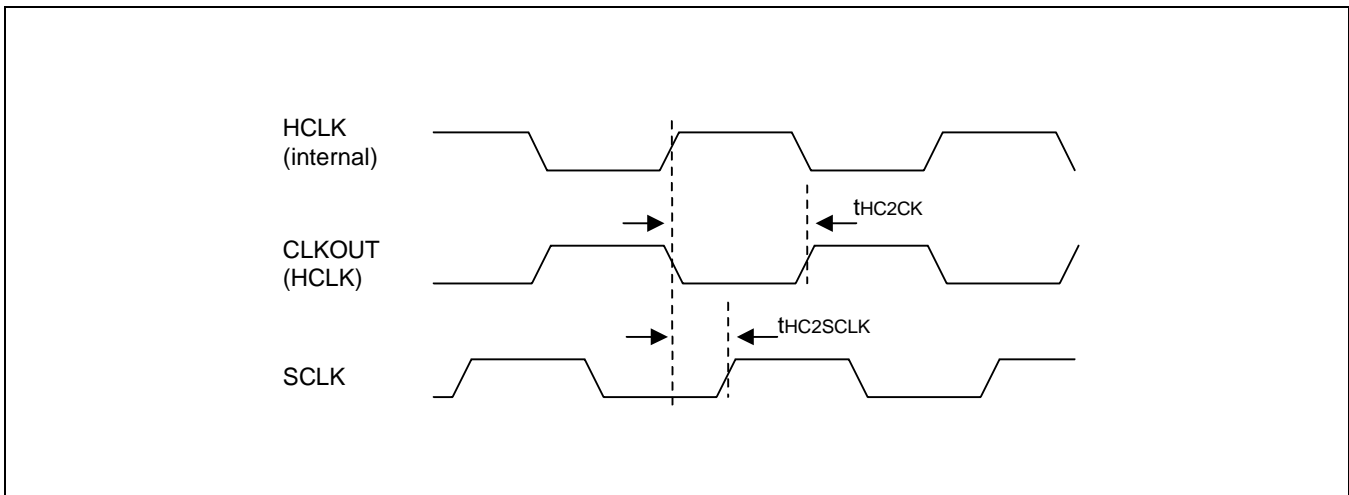 HCLK
(internal)
tHC2CK
CLKOUT
(HCLK)
tHC2SCLK
SCLK